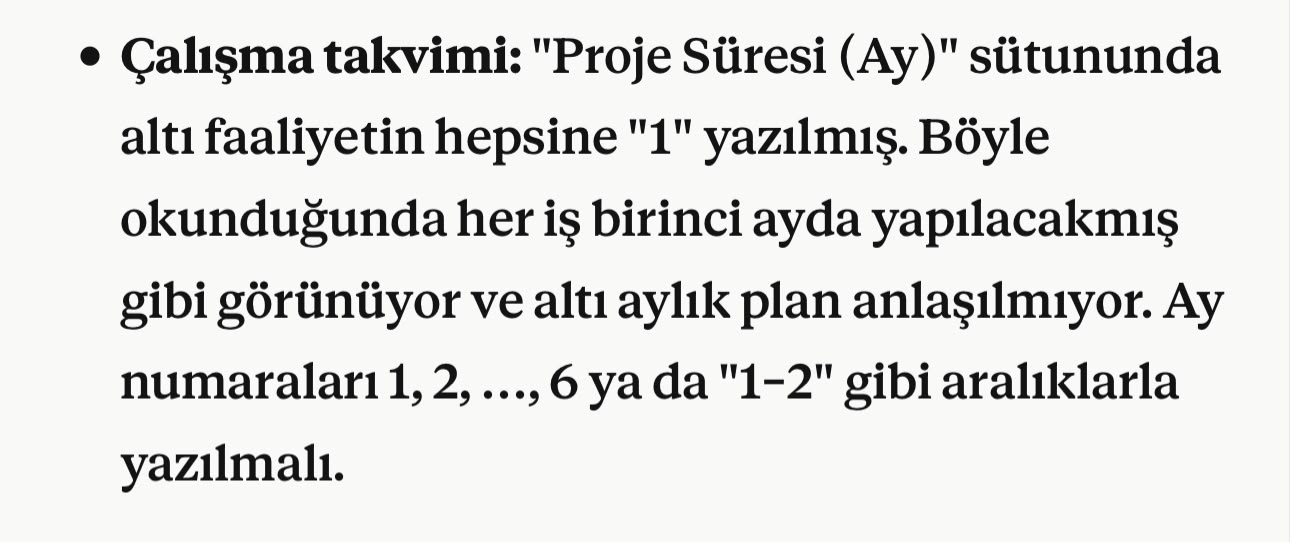 • Çalışma takvimi: "Proje Süresi (Ay)" sütununda
altı faaliyetin hepsine "1" yazılmış. Böyle
okunduğunda her iş birinci ayda yapılacakmış
gibi görünüyor ve altı aylık plan anlaşılmıyor. Ay
numaraları 1, 2, …, 6 ya da "1–2" gibi aralıklarla
yazılmalı.